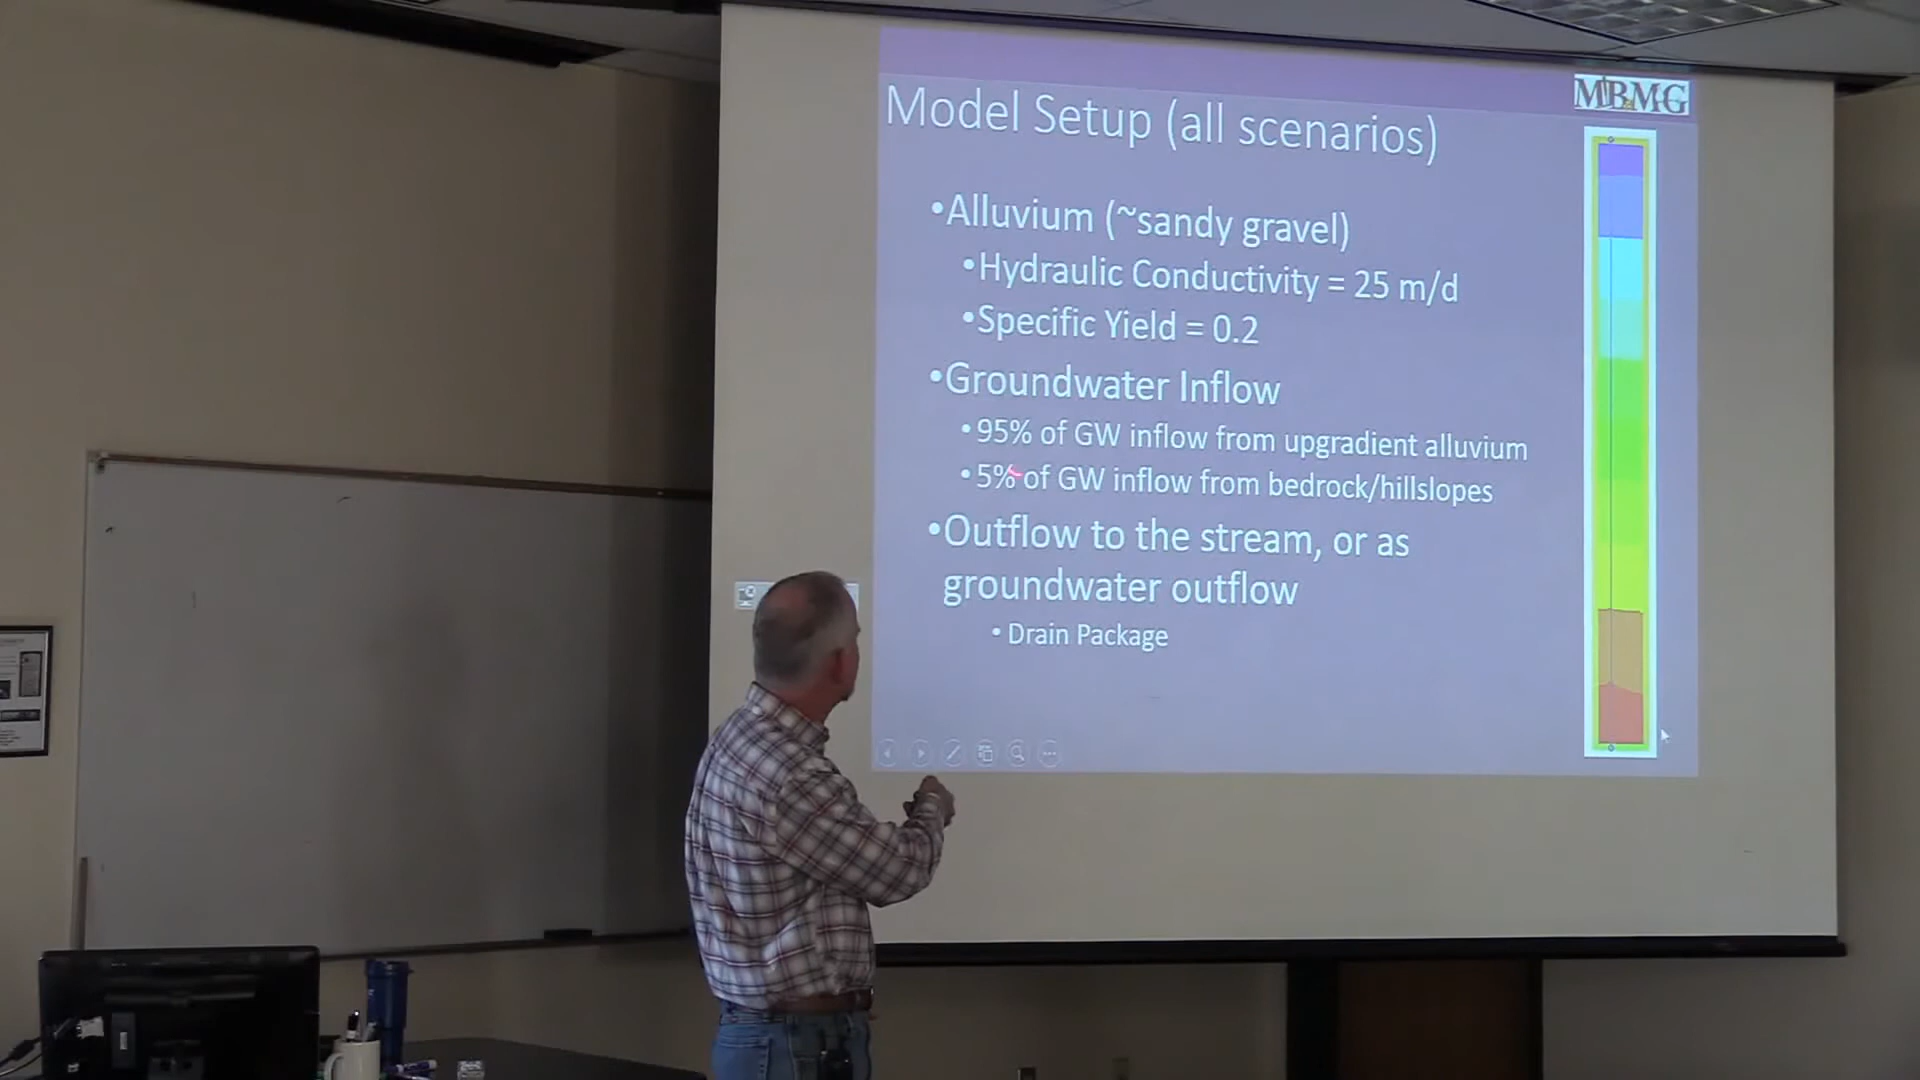 MBMG
Model Setup (all scenarios)
•Alluvium (~sandy gravel)
•Hydraulic Conductivity = 25 m/d
•Specific Yield = 0.2
•Groundwater Inflow
•95% of GW inflow from upgradient alluvium
•5% of GW inflow from bedrock/hillslopes
•Outflow to the stream, or as
groundwater outflow
•Drain Package